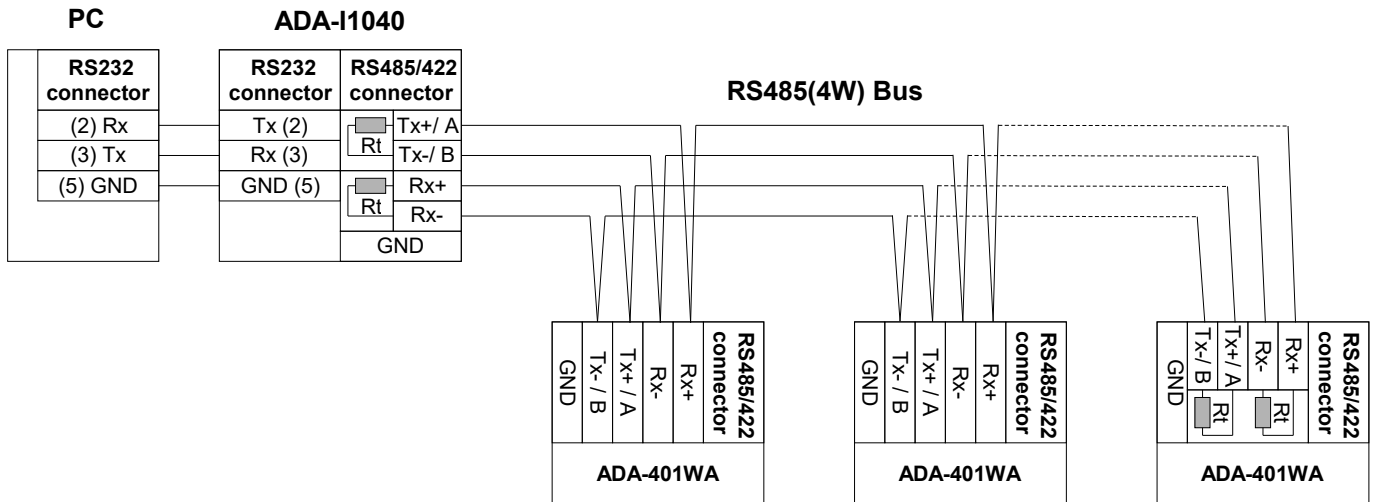 PC
ADA-I1040
RS232
connector
(2) Rx
(3) Tx
(5) GND
RS232
connector
Tx (2)
Rx (3)
GND (5)
RS485/422
connector
Rt
Tx+/ A
Tx-/ B
Rt
Rx+
Rx-
GND
RS485(4W) Bus
GND
Tx- / B
Tx+ / A
Rx-
Rx+
RS485/422
connector
ADA-401WA
GND
Tx- / B
Tx+ / A
Rx-
Rx+
RS485/422
connector
ADA-401WA
GND
Tx-/ B
Tx+/ A
Rx-
Rx+
Rt
Rt
RS485/422
connector
ADA-401WA